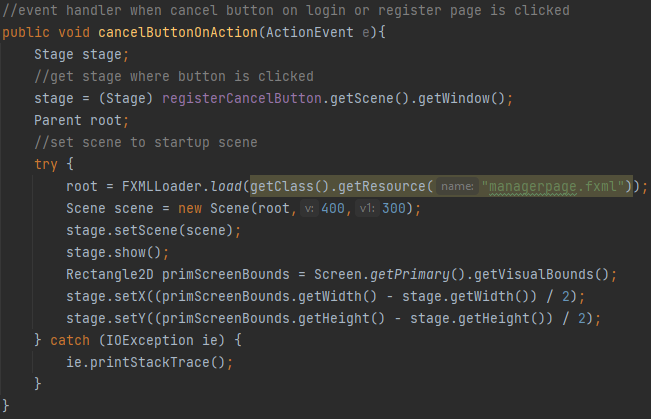 //event handler when cancel button on login or register page is clicked
public void cancelButtonOnAction(ActionEvent e){
    Stage stage;
    //get stage where button is clicked
    stage = (Stage) registerCancelButton.getScene().getWindow();
    Parent root;
    //set scene to startup scene
    try {
        root = FXMLLoader.load(getClass().getResource( name: "managerpage.fxml"));
        Scene scene = new Scene(root, v: 400, v1: 300);
        stage.setScene(scene);
        stage.show();
        Rectangle2D primScreenBounds = Screen.getPrimary().getVisualBounds();
        stage.setX((primScreenBounds.getWidth() - stage.getWidth()) / 2);
        stage.setY((primScreenBounds.getHeight() - stage.getHeight()) / 2);
    } catch (IOException ie) {
        ie.printStackTrace();
    }
}